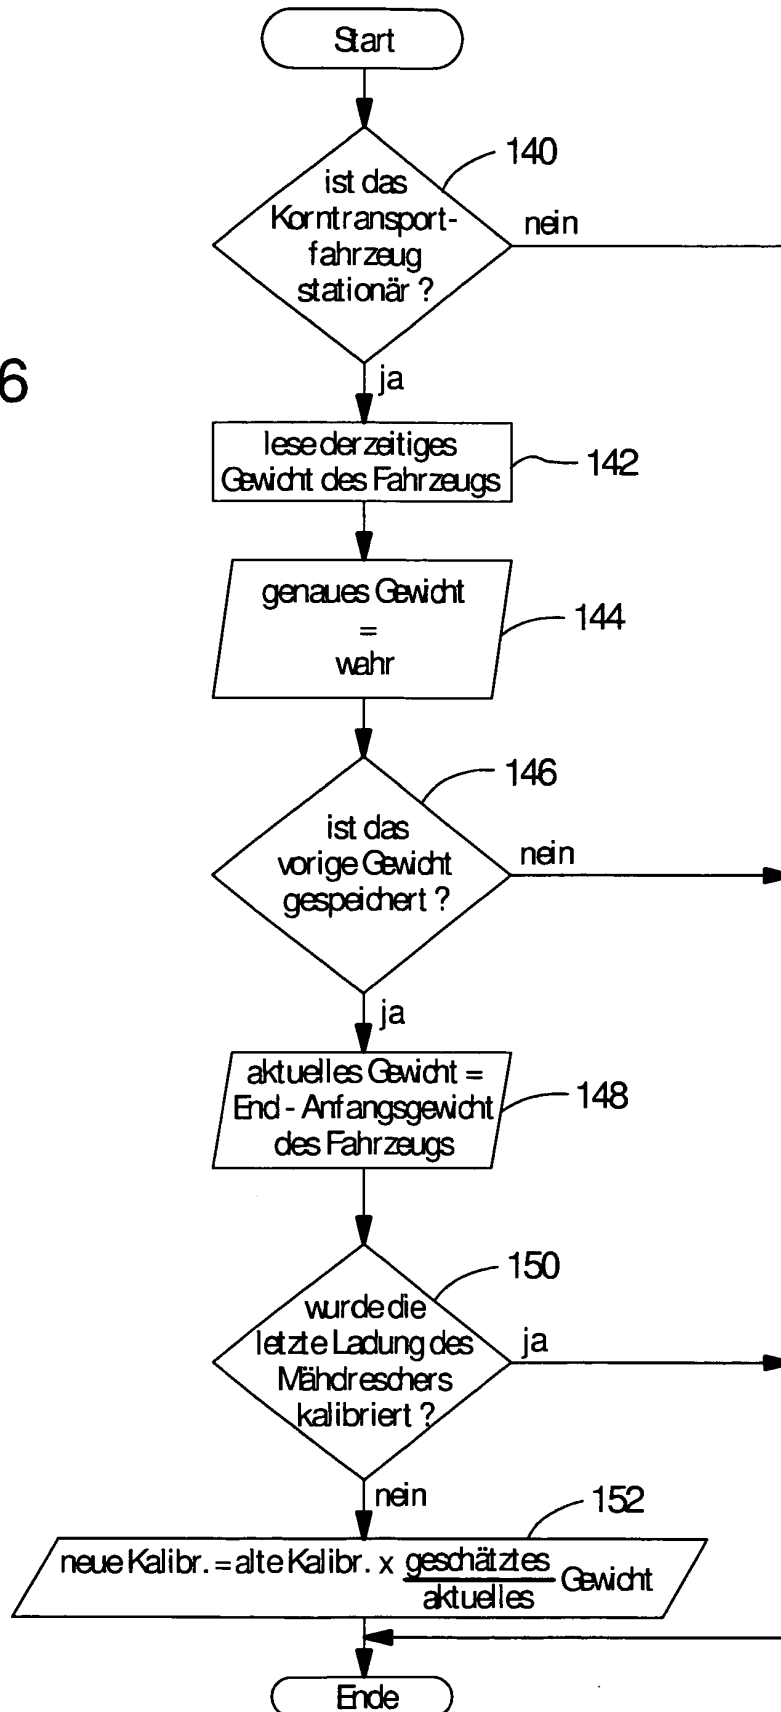 Start
140
ist das
Korntransport-
fahrzeug
stationär ?
nein
6
ja
lese derzeitiges
Gewicht des Fahrzeugs
142
genaues Gewicht
=
wahr
144
146
ist das
vorige Gewicht
gespeichert ?
nein
ja
aktuelles Gewicht =
End - Anfangsgewicht
des Fahrzeugs
148
150
wurde die
letzte Ladung des
Mähdreschers
kalibriert ?
ja
nein
152
neue Kalibr. = alte Kalibr. x geschätztes Gewicht
aktuelles
Ende